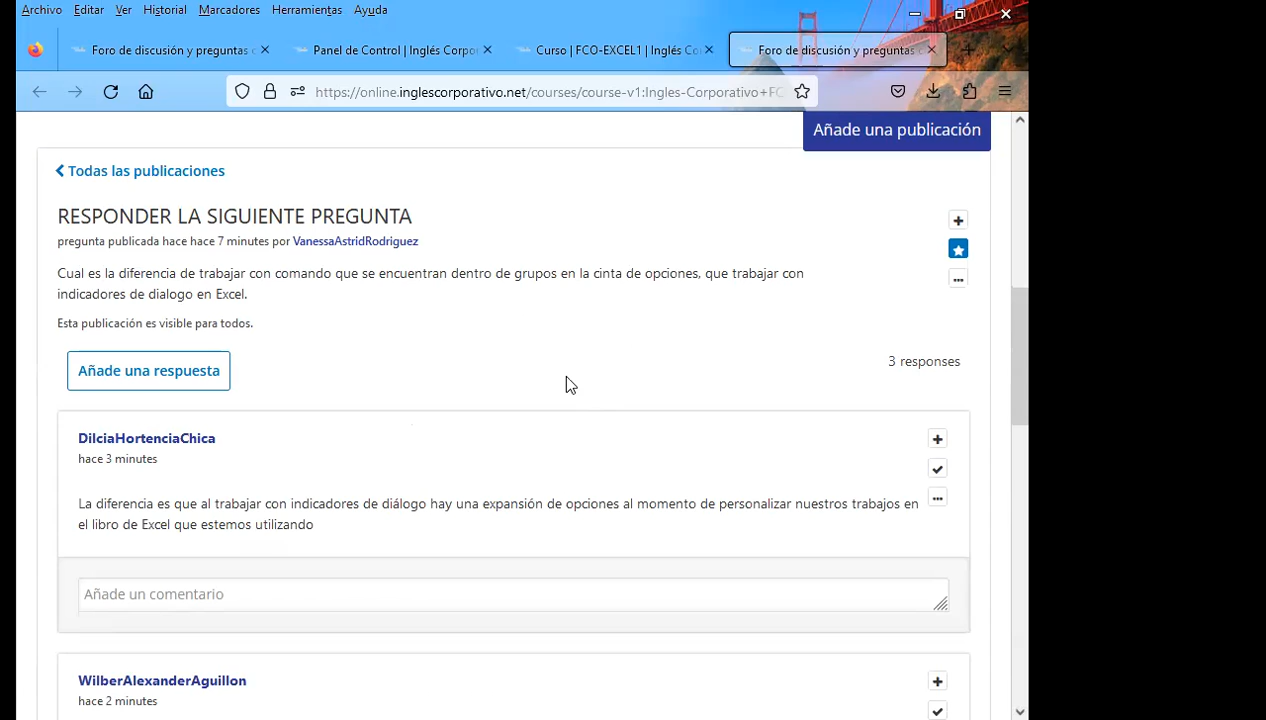 Archivo Editar Ver Historial Marcadores Herramientas Ayuda
Foro de discusión y preguntas
Panel de Control | Inglés Corpo
Curso | FCO-EXCEL1 | Inglés Co
Foro de discusión y preguntas
https://online.inglescorporativo.net/courses/course-v1:Ingles-Corporativo+FC
Añade una publicación
Todas las publicaciones
RESPONDER LA SIGUIENTE PREGUNTA
pregunta publicada hace hace 7 minutes por VanessaAstridRodriguez
Cual es la diferencia de trabajar con comando que se encuentran dentro de grupos en la cinta de opciones, que trabajar con
indicadores de dialogo en Excel.
Esta publicación es visible para todos.
Añade una respuesta
3 responses
DilciaHortenciaChica
hace 3 minutes
La diferencia es que al trabajar con indicadores de diálogo hay una expansión de opciones al momento de personalizar nuestros trabajos en
el libro de Excel que estemos utilizando
Añade un comentario
WilberAlexanderAguillon
hace 2 minutes